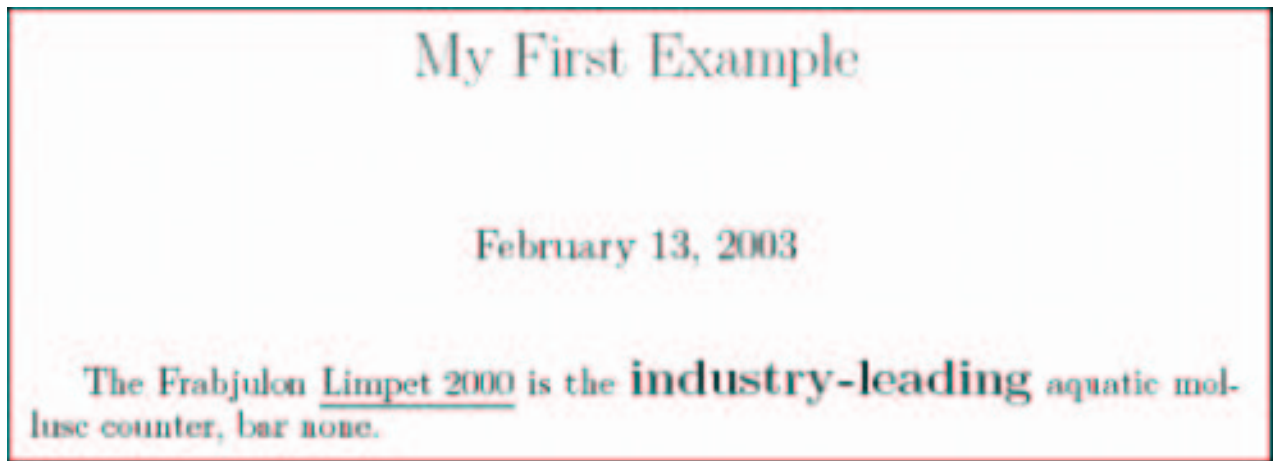 My First Example
February 13, 2003
The Frabjulon Limpet 2000 is the industry-leading aquatic mol-
lusc counter, bar none.